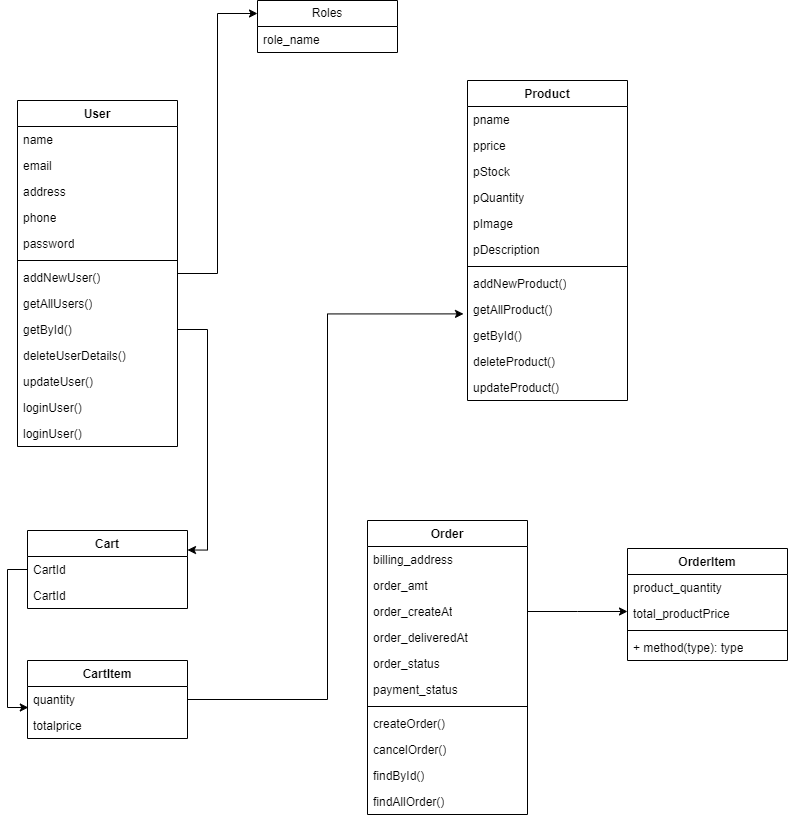 Roles
role_name
User
name
email
address
phone
password
addNewUser()
getAllUsers()
getById()
deleteUserDetails()
updateUser()
loginUser()
loginUser()
Product
pname
pprice
pStock
pQuantity
pImage
pDescription
addNewProduct()
getAllProduct()
getById()
deleteProduct()
updateProduct()
Cart
CartId
CartId
CartItem
quantity
totalprice
Order
billing_address
order_amt
order_createAt
order_deliveredAt
order_status
payment_status
createOrder()
cancelOrder()
findById()
findAllOrder()
OrderItem
product_quantity
total_productPrice
+ method(type): type